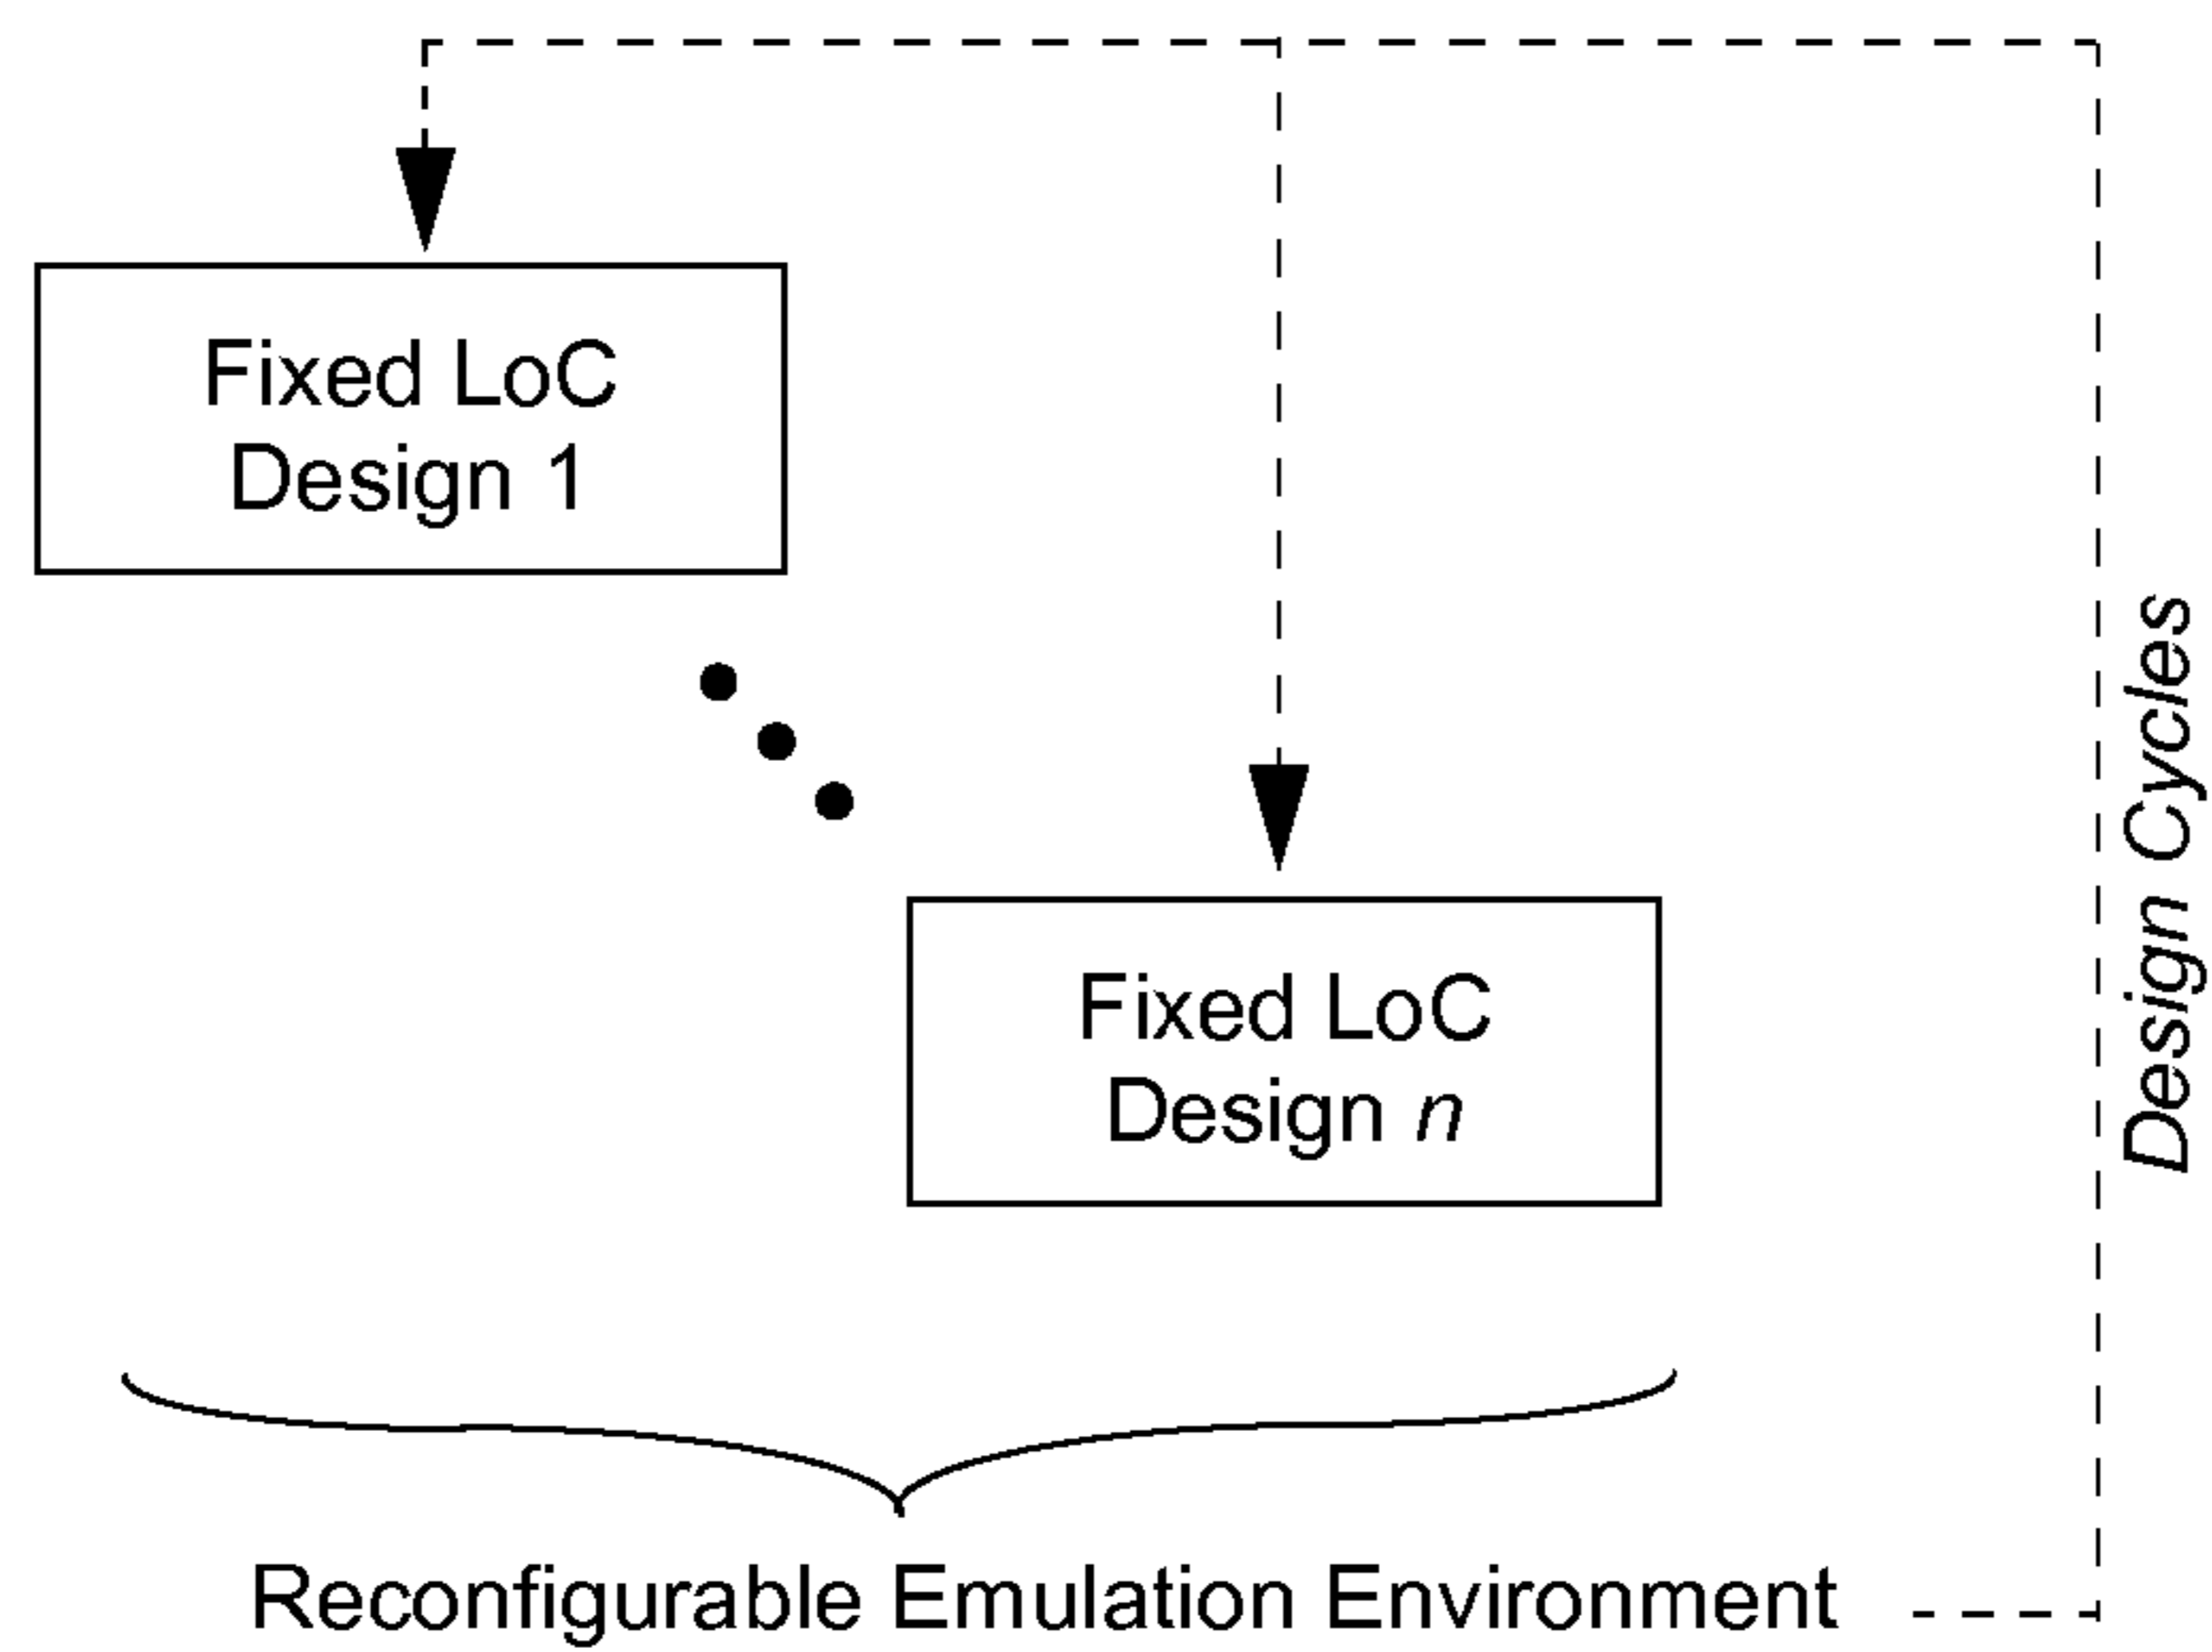 Fixed LoC
Design 1
Fixed LoC
Design n
Design Cycles
Reconfigurable Emulation Environment